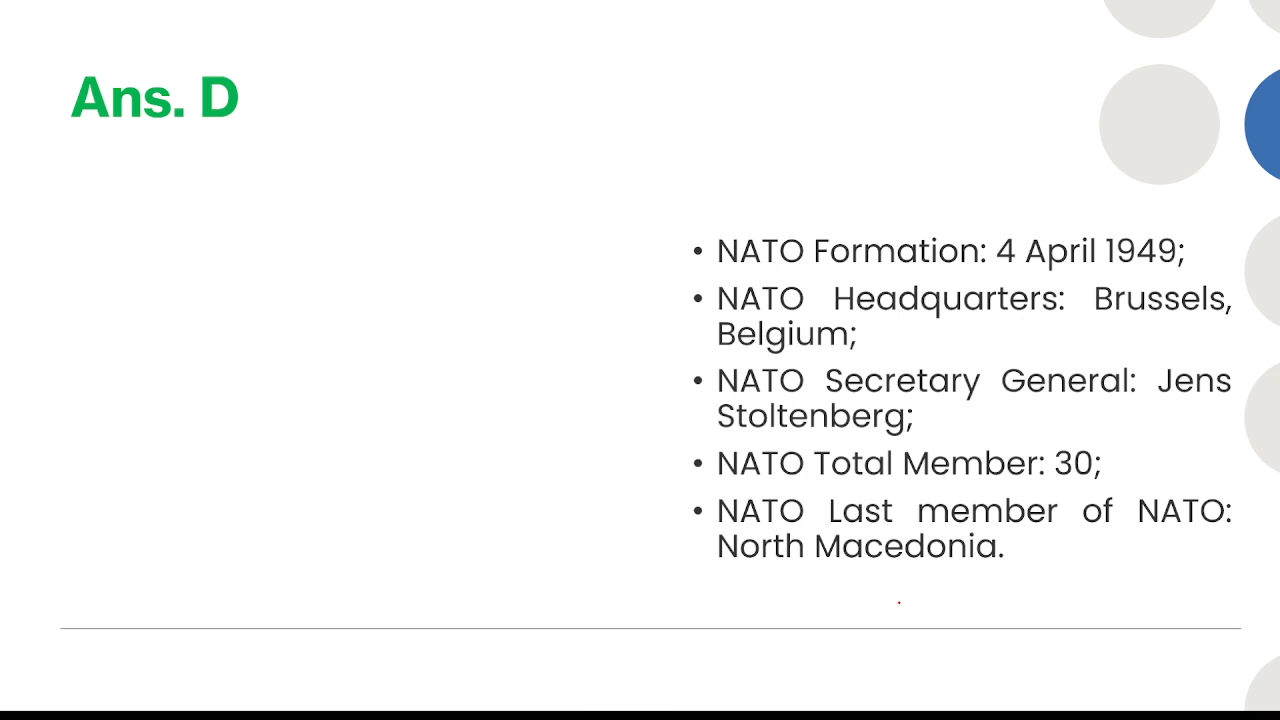 Ans. D
• NATO Formation: 4 April 1949;
• NATO Headquarters: Brussels,
Belgium;
• NATO Secretary General: Jens
Stoltenberg;
• NATO Total Member: 30;
• NATO Last member of NATO:
North Macedonia.